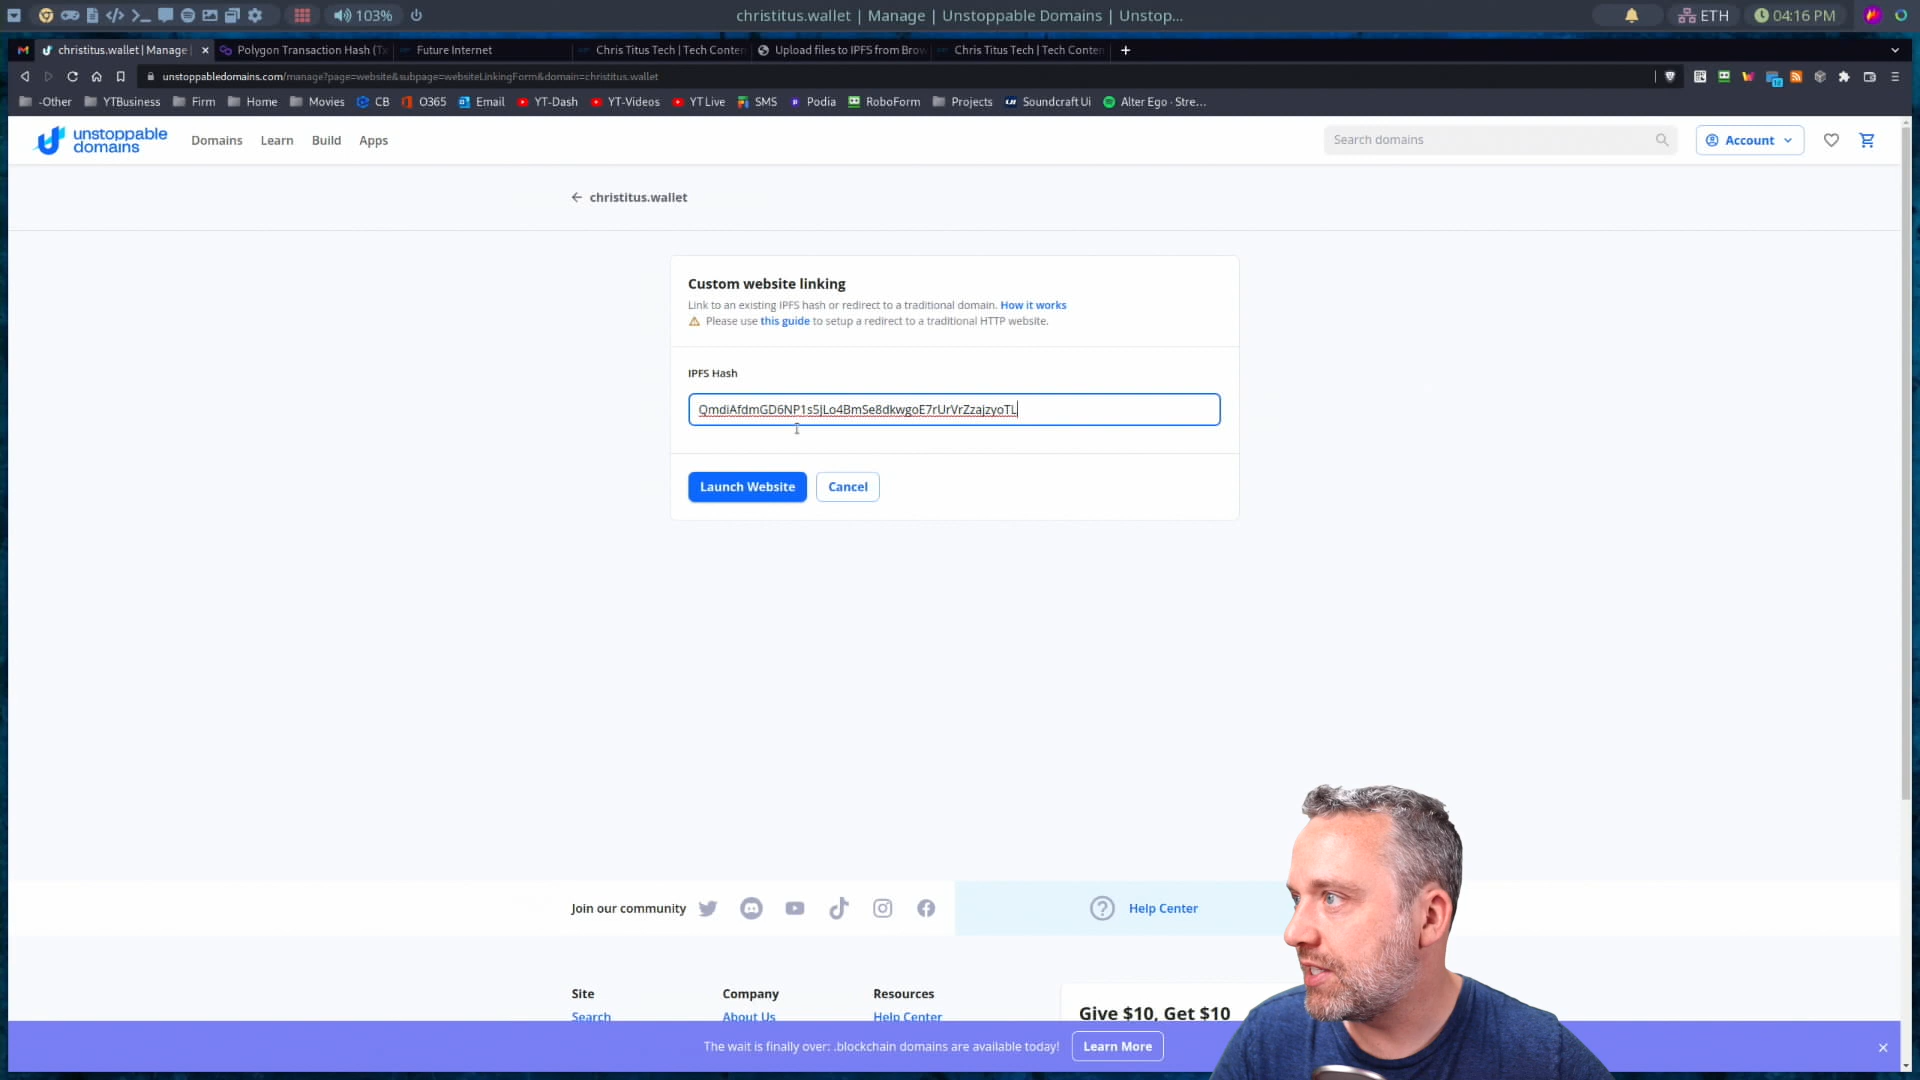 103%
christitus.wallet | Manage | Unstoppable Domains | Unstop...
ETH
04:16 PM
christitus.wallet | Manage |
Polygon Transaction Hash (Tx
Future Internet
Chris Titus Tech | Tech Conten
Upload files to IPFS from Brow
Chris Titus Tech | Tech Conten
unstoppabledomains.com/manage?page=website&subpage=websiteLinkingForm&domain=christitus.wallet
-Other YTBusiness Firm Home Movies CB O365 Email YT-Dash YT-Videos YT Live SMS Podia RoboForm Projects Soundcraft Ui Alter Ego · Stre...
unstoppable
domains
Domains Learn Build Apps
Search domains
Account
christitus.wallet
Custom website linking
Link to an existing IPFS hash or redirect to a traditional domain. How it works
Please use this guide to setup a redirect to a traditional HTTP website.
IPFS Hash
QmdiAfdmGD6NP1s5jLo4BmSe8dkwgoE7rUrVrZzajzyoTL
Launch Website Cancel
Join our community
Help Center
Site Company Resources
Give $10, Get $10
Search About Us Help Center
The wait is finally over: .blockchain domains are available today! Learn More